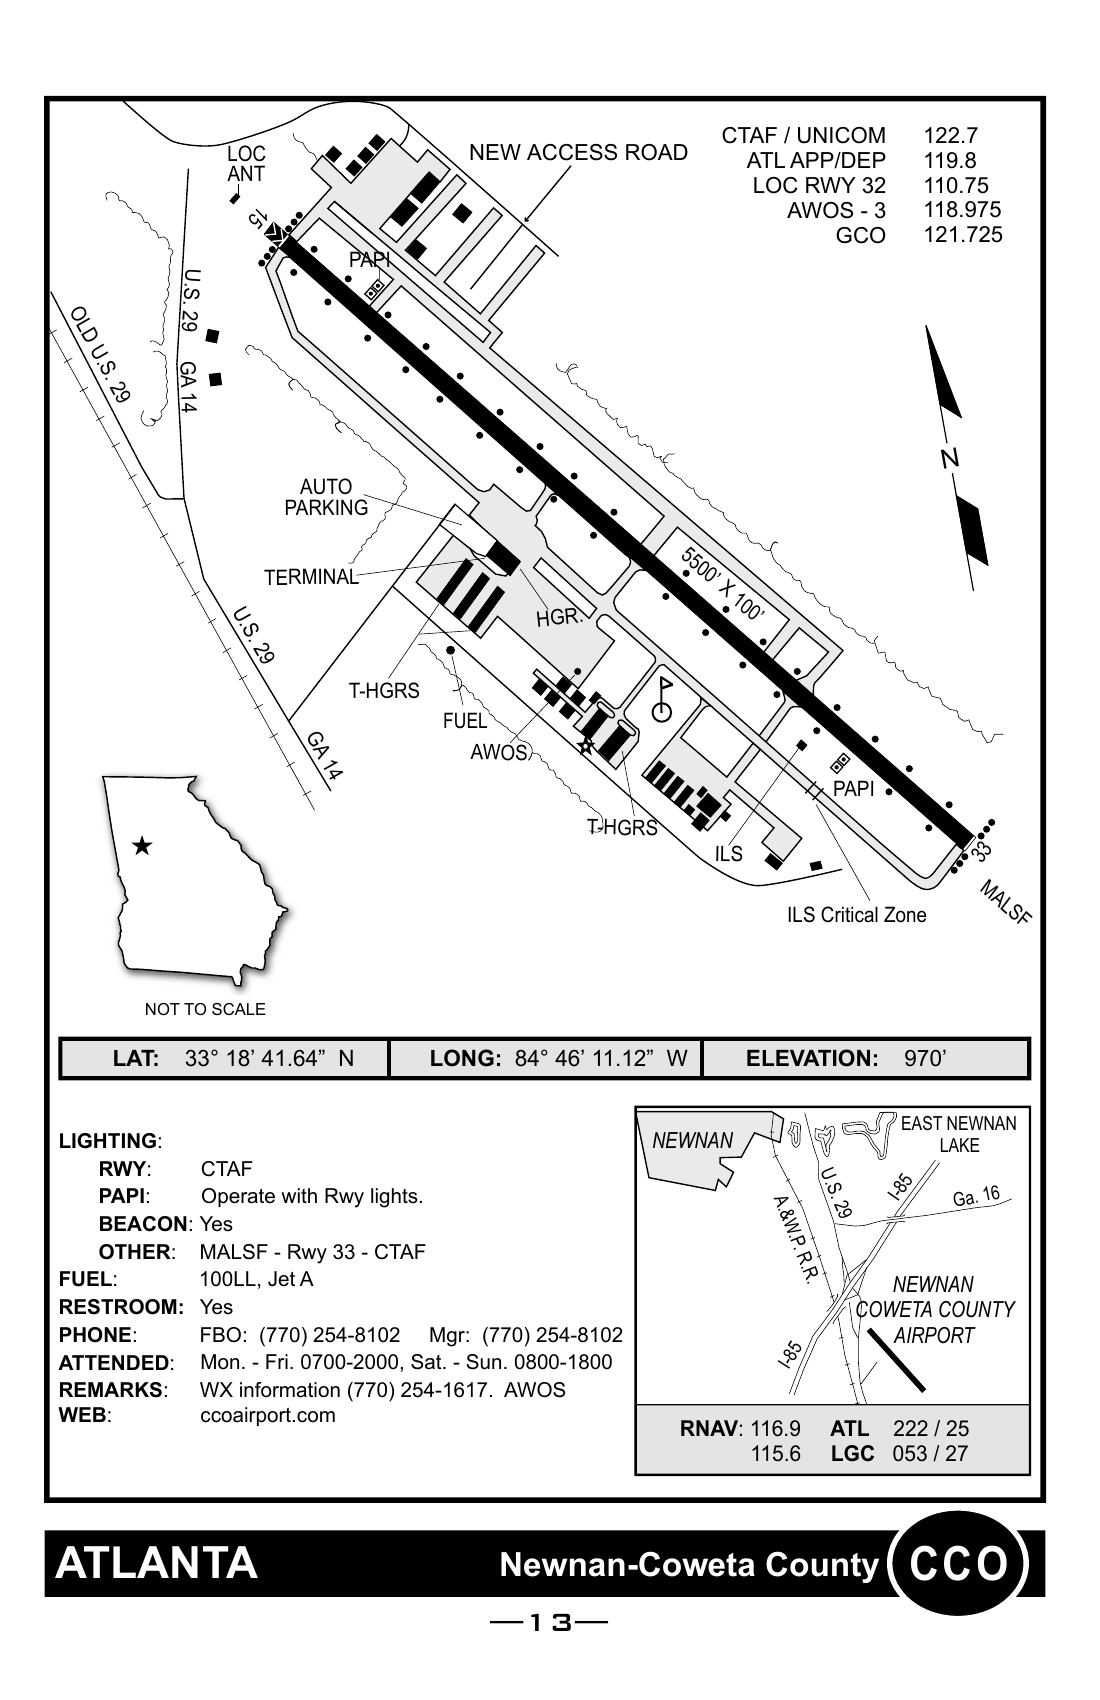 CTAF / UNICOM 122.7
ATL APP/DEP 119.8
LOC RWY 32 110.75
AWOS - 3 118.975
GCO 121.725
LOC
ANT
NEW ACCESS ROAD
15
PAPI
U.S. 29
GA 14
OLD U.S. 29
N
AUTO
PARKING
5500' X 100'
TERMINAL
HGR.
U.S. 29
T-HGRS
FUEL
AWOS
GA 14
PAPI
T-HGRS
ILS
33
MALSF
ILS Critical Zone
NOT TO SCALE
LAT: 33° 18’ 41.64” N LONG: 84° 46’ 11.12” W ELEVATION: 970’
LIGHTING:
RWY: CTAF
PAPI: Operate with Rwy lights.
BEACON: Yes
OTHER: MALSF - Rwy 33 - CTAF
FUEL: 100LL, Jet A
RESTROOM: Yes
PHONE: FBO: (770) 254-8102 Mgr: (770) 254-8102
ATTENDED: Mon. - Fri. 0700-2000, Sat. - Sun. 0800-1800
REMARKS: WX information (770) 254-1617. AWOS
WEB: ccoairport.com
NEWNAN
EAST NEWNAN
LAKE
U.S. 29
I-85
Ga. 16
A.&W.P. R.R.
NEWNAN
COWETA COUNTY
AIRPORT
I-85
RNAV: 116.9 ATL 222 / 25
115.6 LGC 053 / 27
ATLANTA Newnan-Coweta County CCO
13